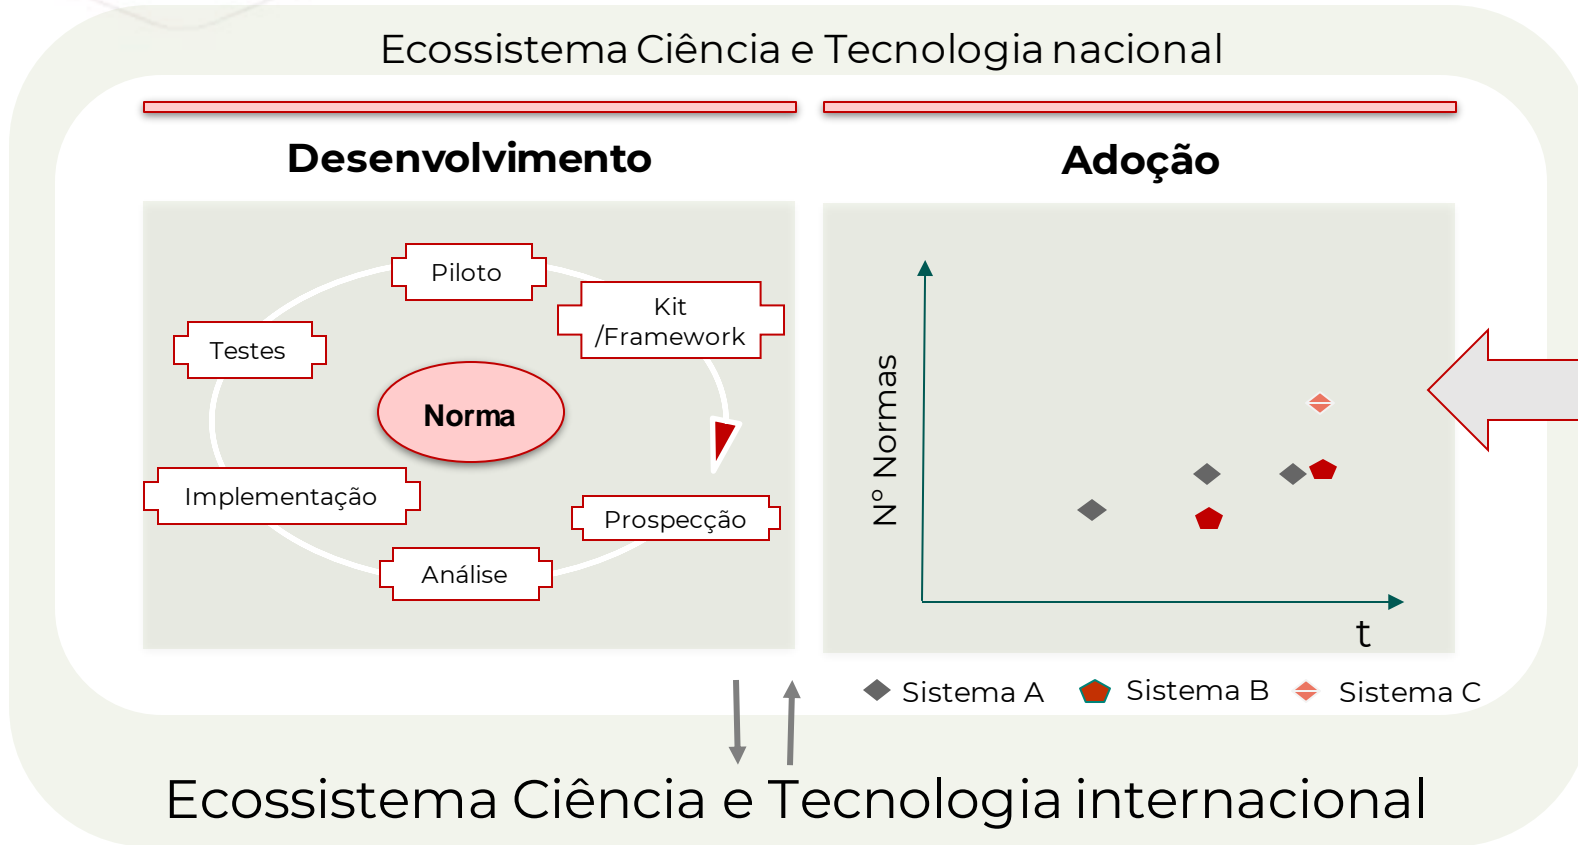 Ecossistema Ciência e Tecnologia nacional
Desenvolvimento
Piloto
Kit
/Framework
Testes
Norma
Implementação
Prospecção
Análise
Adoção
N° Normas
t
Sistema A
Sistema B
Sistema C
Ecossistema Ciência e Tecnologia internacional